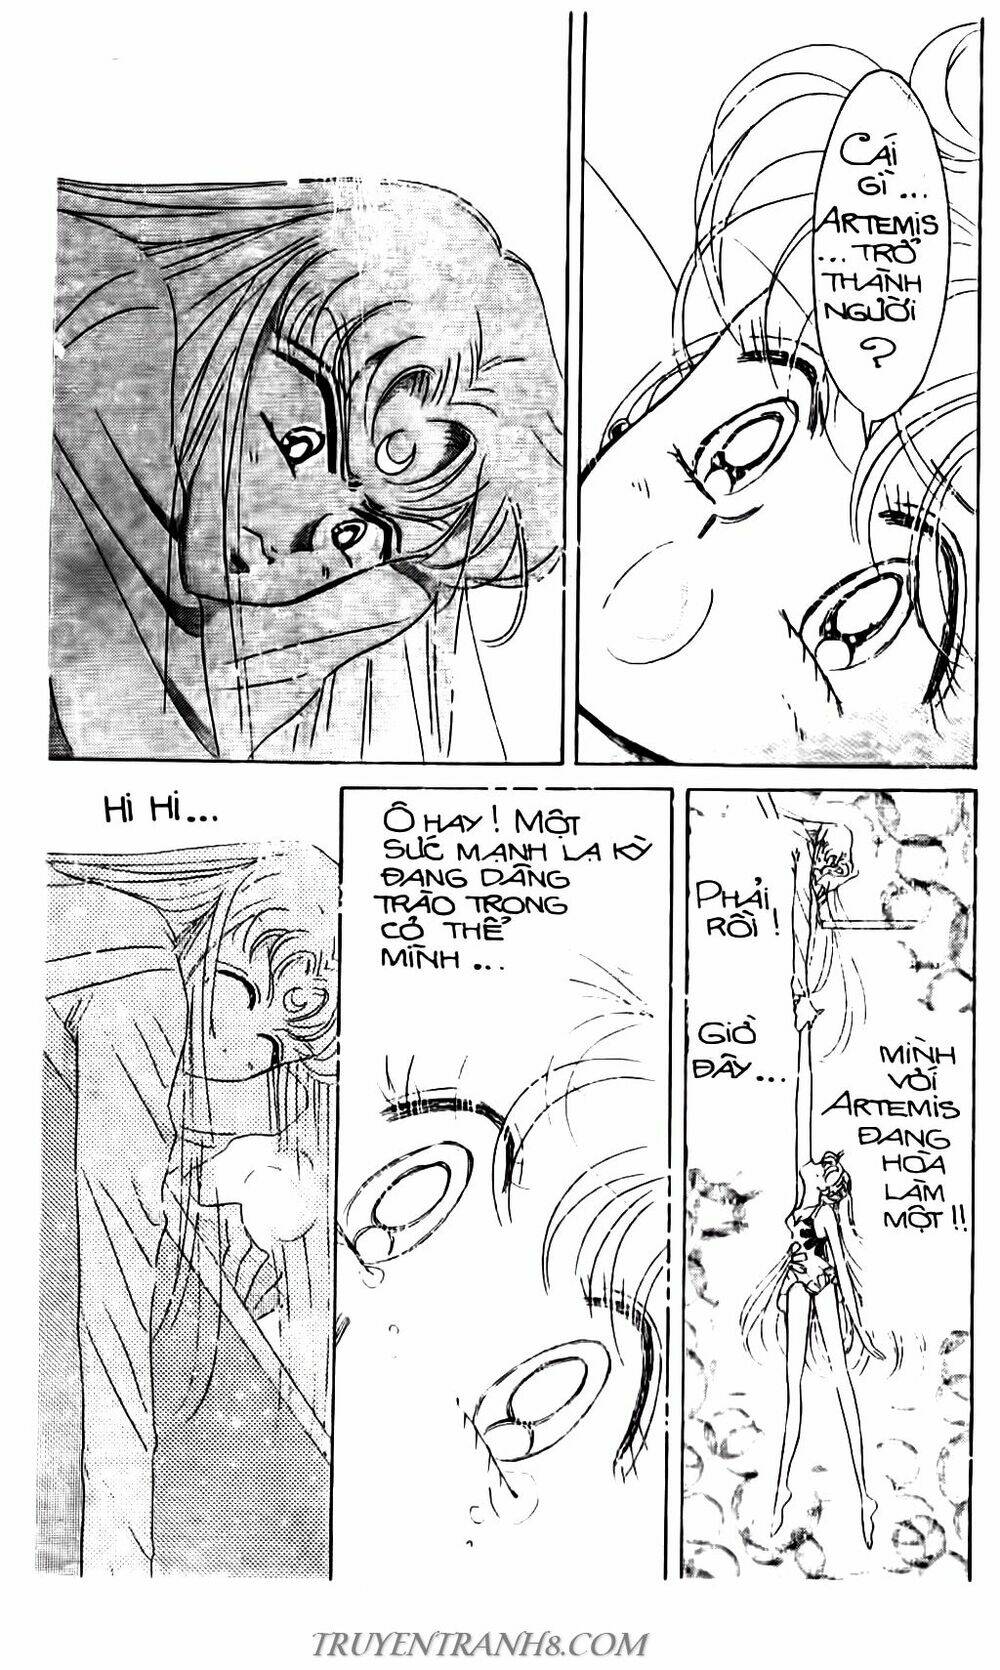 CÁI
GÌ...
ARTEMIS
... TRỞ
THÀNH
NGƯỜI
?
PHẢI
RỒI!
GIỜ
ĐÂY...
MÌNH
VỚI
ARTEMIS
ĐANG
HÒA
LÀM
MỘT!!
Ô HAY! MỘT
SỨC MẠNH LẠ KỲ
ĐANG DÂNG
TRÀO TRONG
CƠ THỂ
MÌNH...
Hi Hi...
TRUYENTRANH8.COM